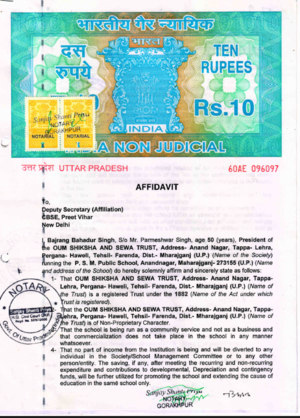 भारतीय गैर न्यायिक
भारत
दस
रुपये
TEN
RUPEES
Rs.10
INDIA
INDIA NON JUDICIAL
NOTARIAL NOTARIAL
GORAKHPUR
उत्तर प्रदेश UTTAR PRADESH
60AE 096097
AFFIDAVIT
To,
Deputy Secretary (Affiliation)
CBSE, Preet Vihar
New Delhi
I, Bajrang Bahadur Singh, S/o Mr. Parmeshwar Singh, age 50 (years), President of
the OUM SHIKSHA AND SEWA TRUST, Address- Anand Nagar, Tappa- Lehra,
Pergana- Haweli, Tehsil- Farenda, Dist.- Mharajganj (U.P.) (Name of the Society)
running the P. S. M. Public School, Anandnagar, Maharajganj- 273155 (U.P.) (Name
and address of the School) do hereby solemnly affirm and sincerely state as follows:
1- That OUM SHIKSHA AND SEWA TRUST, Address- Anand Nagar, Tappa-
Lehra, Pergana- Haweli, Tehsil- Farenda, Dist.- Mharajganj (U.P.) (Name of
the Trust) is a registered Trust under the 1882 (Name of the Act under which
Trust is registered).
That the OUM SHIKSHA AND SEWA TRUST, Address- Anand Nagar, Tappa-
Lehra, Pergana- Haweli, Tehsil- Farenda, Dist.- Mharajganj (U.P.) (Name of
the Trust) is of Non-Proprietary Character.
That the school is being run as a community service and not as a business and
that commercialization does not take place in the school in any manner
whatsoever.
4- That no part of income from the Institution is being and will be diverted to any
individual in the Society/School Management Committee or to any other
person/entity. The saving, if any, after meeting the recurring and non-recurring
expenditure and contributions to developmental, Depreciation and contingency
funds, will be further utilized for promoting the school and extending the cause of
education in the same school only.
NOTARY
NOTARY
GORAKHPUR